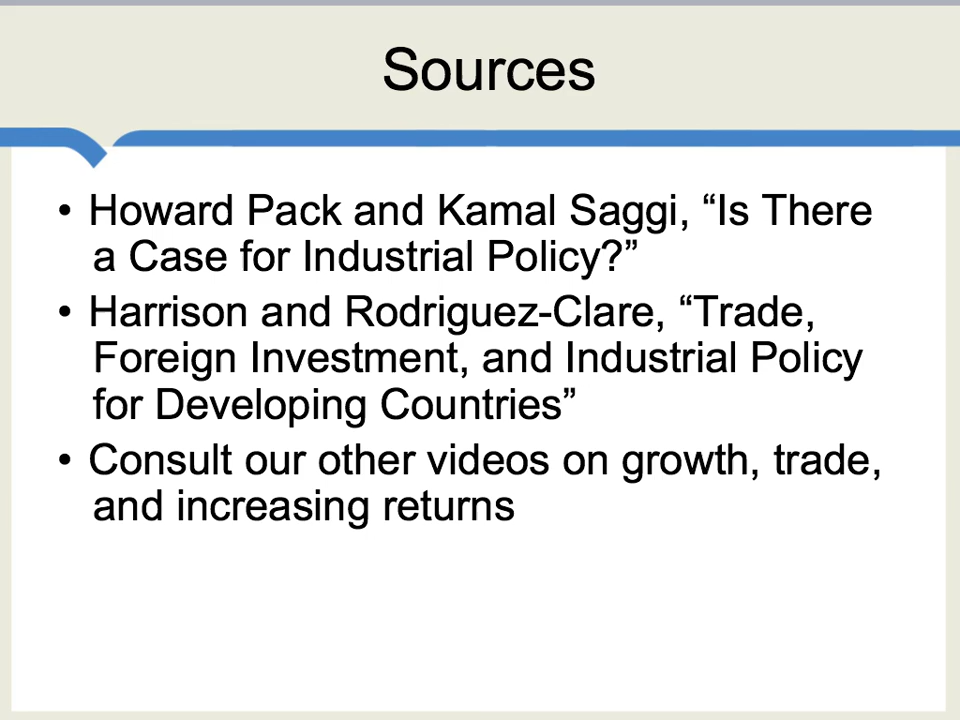 Sources
• Howard Pack and Kamal Saggi, “Is There
a Case for Industrial Policy?”
• Harrison and Rodriguez-Clare, “Trade,
Foreign Investment, and Industrial Policy
for Developing Countries”
• Consult our other videos on growth, trade,
and increasing returns